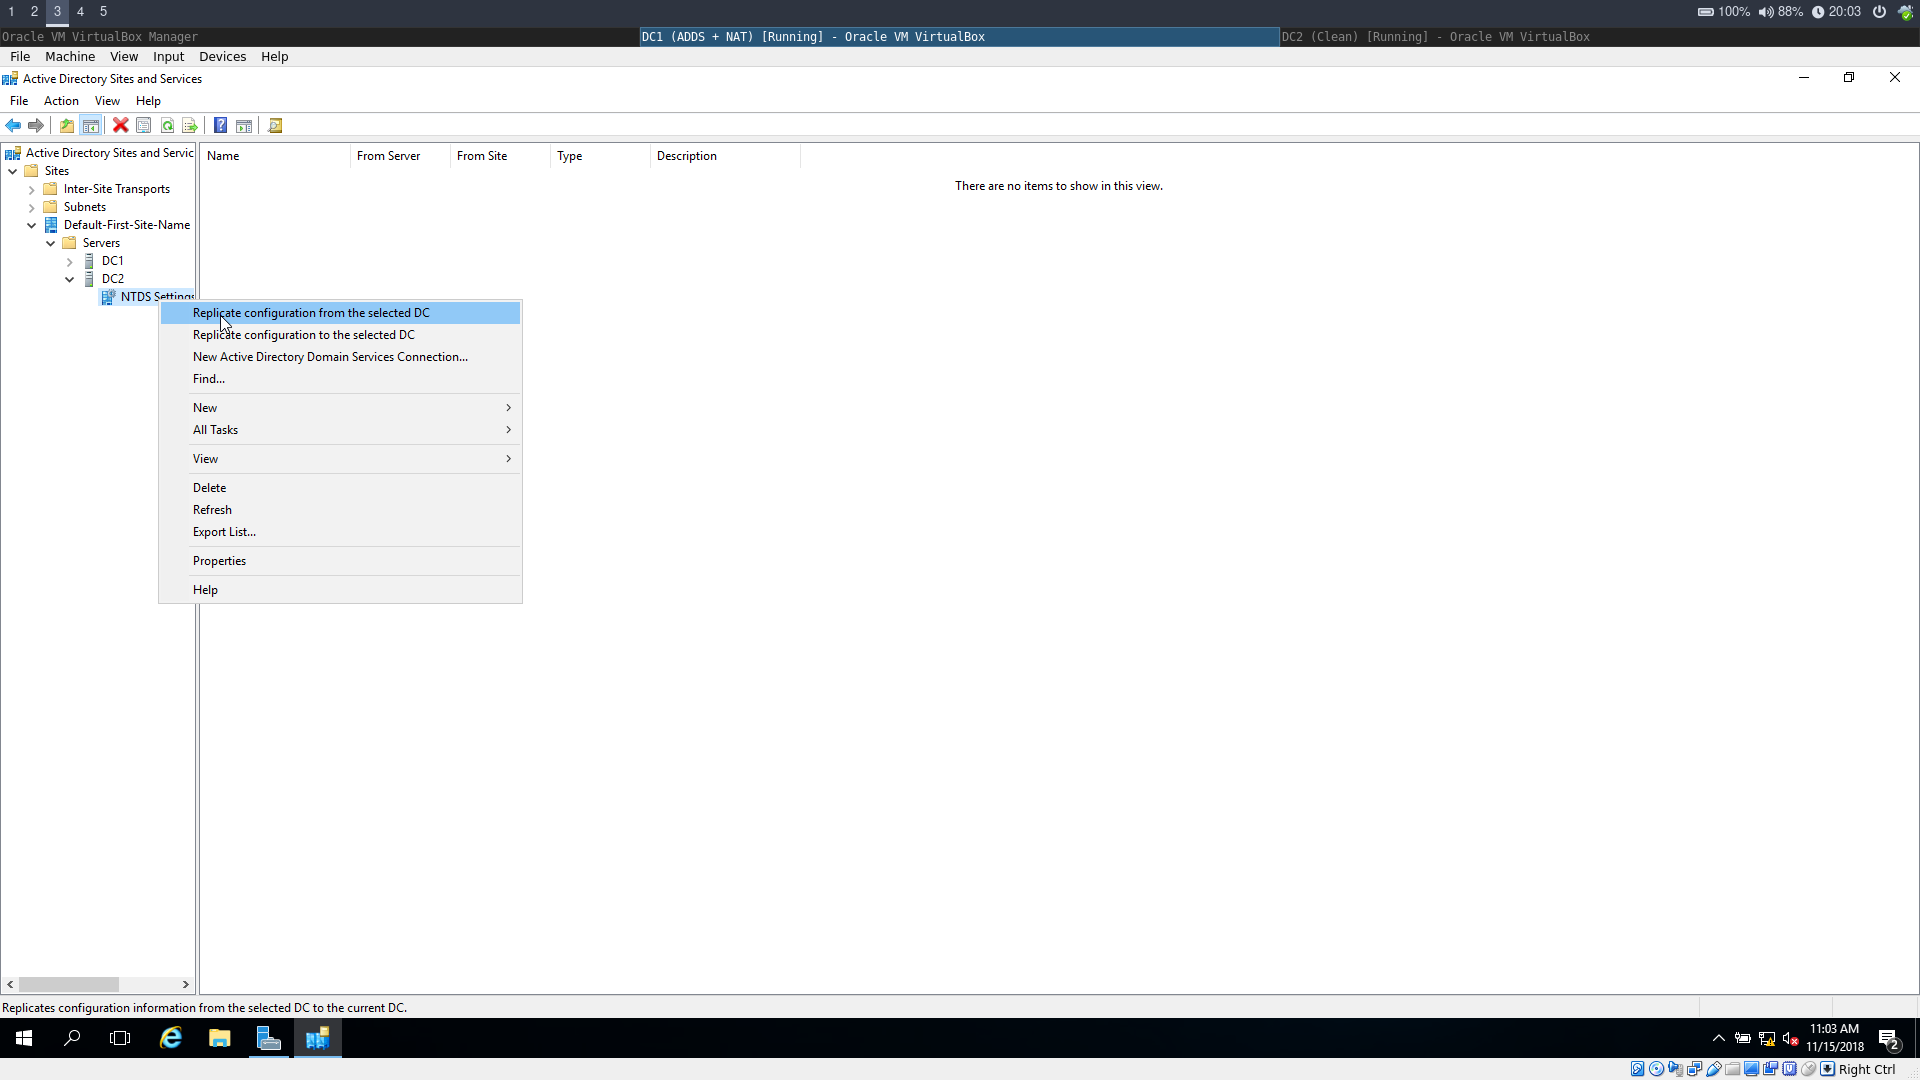 1 2 3 4 5 100% 88% 20:03
Oracle VM VirtualBox Manager DC1 (ADDS + NAT) [Running] - Oracle VM VirtualBox DC2 (Clean) [Running] - Oracle VM VirtualBox
File Machine View Input Devices Help
Active Directory Sites and Services
File Action View Help
Active Directory Sites and Servic
Sites
Inter-Site Transports
Subnets
Default-First-Site-Name
Servers
DC1
DC2
NTDS Settings
Name From Server From Site Type Description
There are no items to show in this view.
Replicate configuration from the selected DC
Replicate configuration to the selected DC
New Active Directory Domain Services Connection...
Find...
New
All Tasks
View
Delete
Refresh
Export List...
Properties
Help
Replicates configuration information from the selected DC to the current DC.
11:03 AM
11/15/2018
2
Right Ctrl